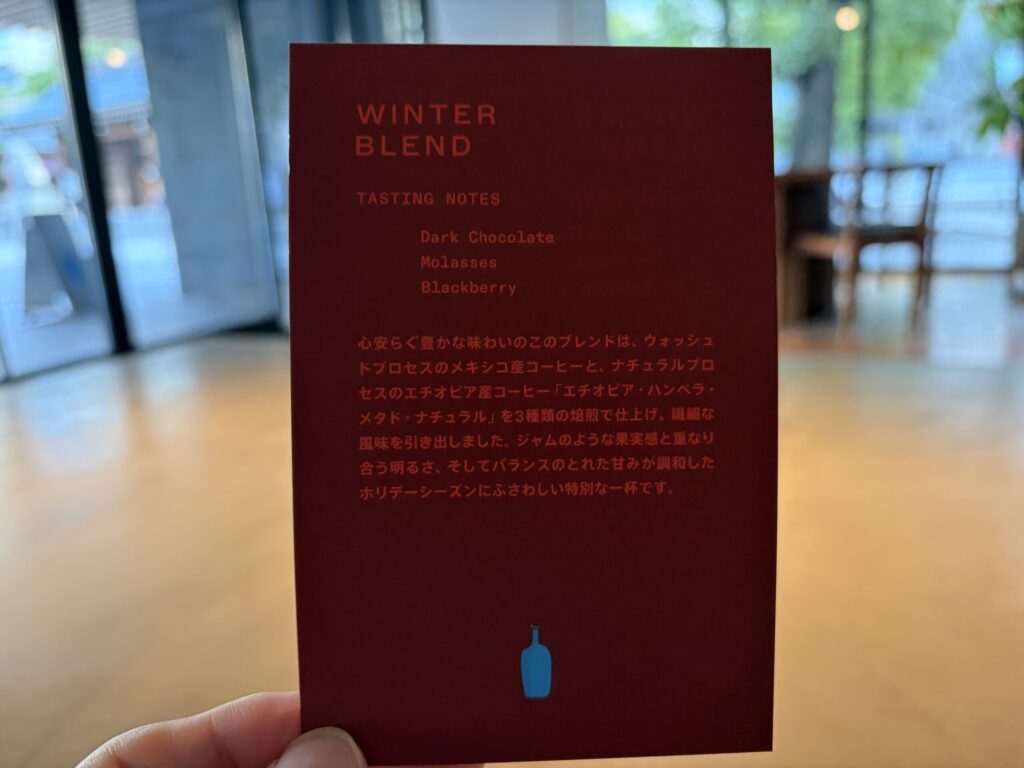 WINTER
BLEND
TASTING NOTES
Dark Chocolate
Molasses
Blackberry
心安らぐ豊かな味わいのこのブレンドは、ウォッシュ
ドプロセスのメキシコ産コーヒーと、ナチュラルプロ
セスのエチオピア産コーヒー「エチオピア・ハンベラ・
メタド・ナチュラル」を3種類の焙煎で仕上げ、繊細な
風味を引き出しました。ジャムのような果実感と重なり
合う明るさ、そしてバランスのとれた甘みが調和した
ホリデーシーズンにふさわしい特別な一杯です。